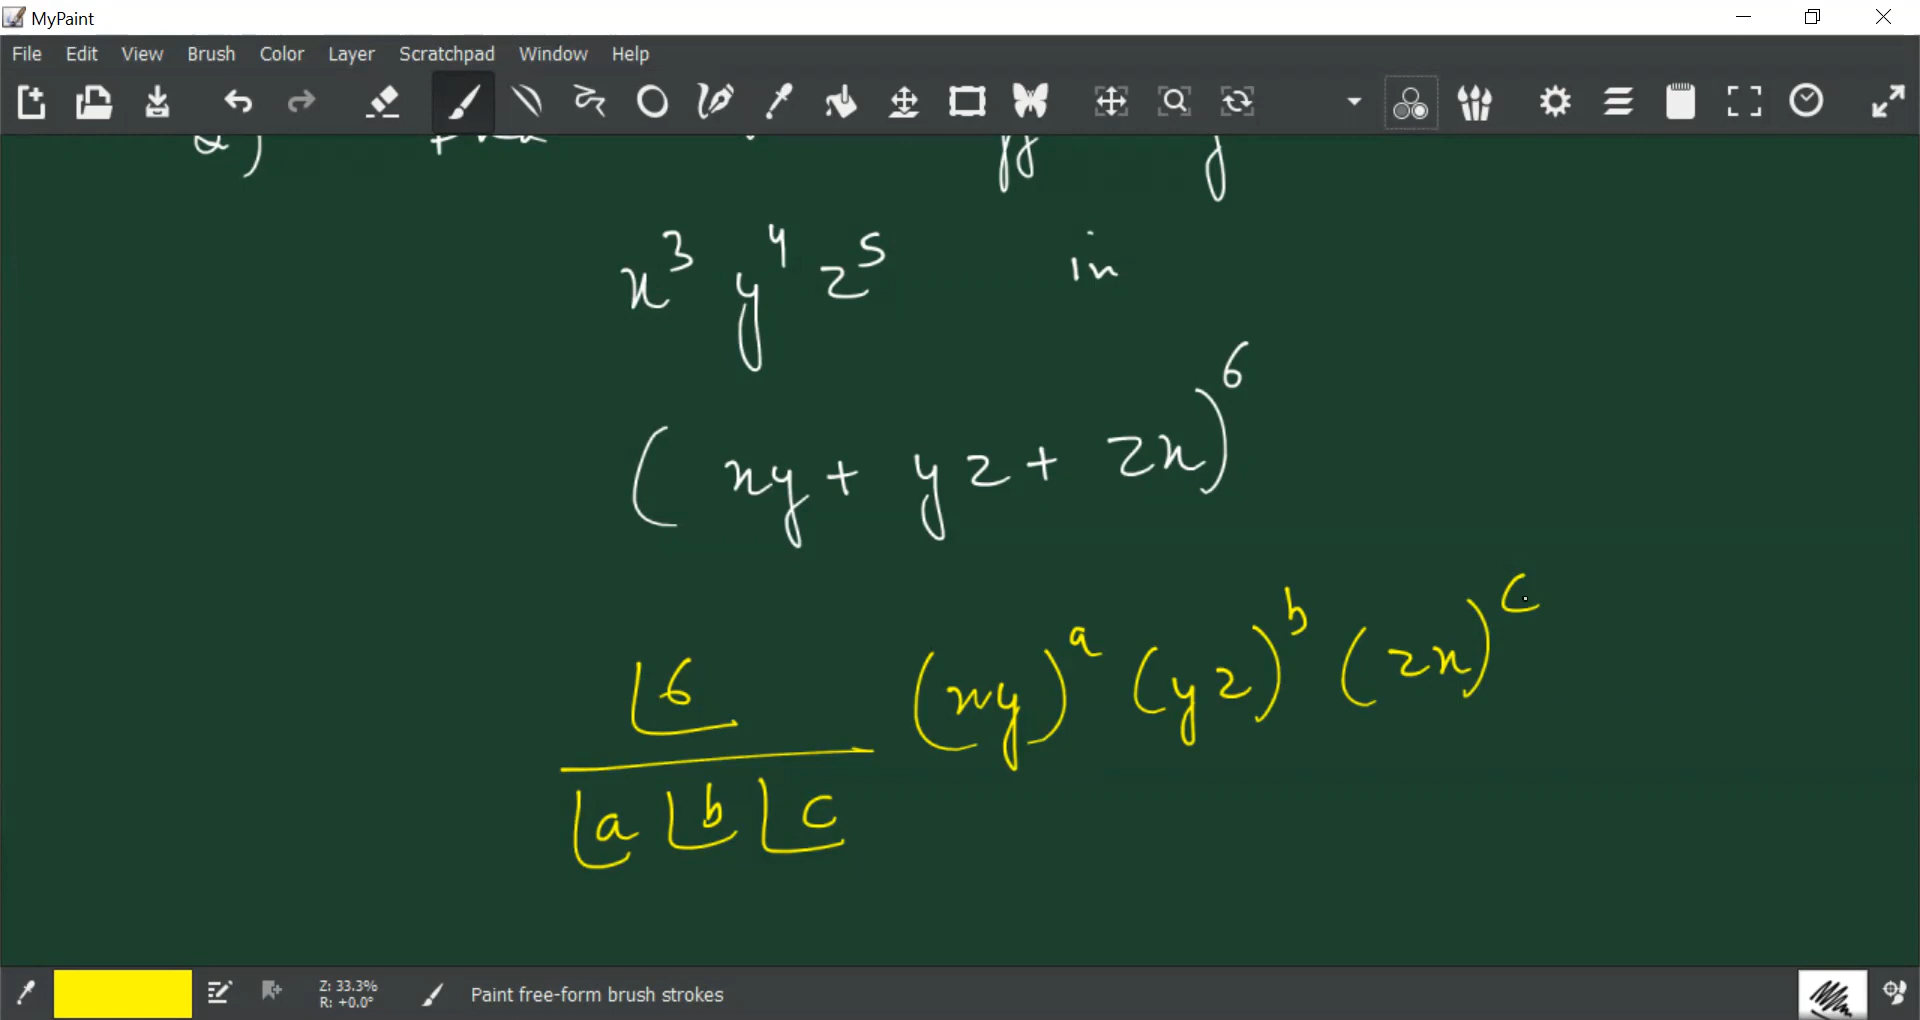 MyPaint
File Edit View Brush Color Layer Scratchpad Window Help
2)
x³ y⁴ z⁵ in
(xy + yz + zx)⁶
⌊6 (xy)ᵃ (yz)ᵇ (zx)ᶜ
⌊a ⌊b ⌊c
Z: 33.3%
R: +0.0°
Paint free-form brush strokes